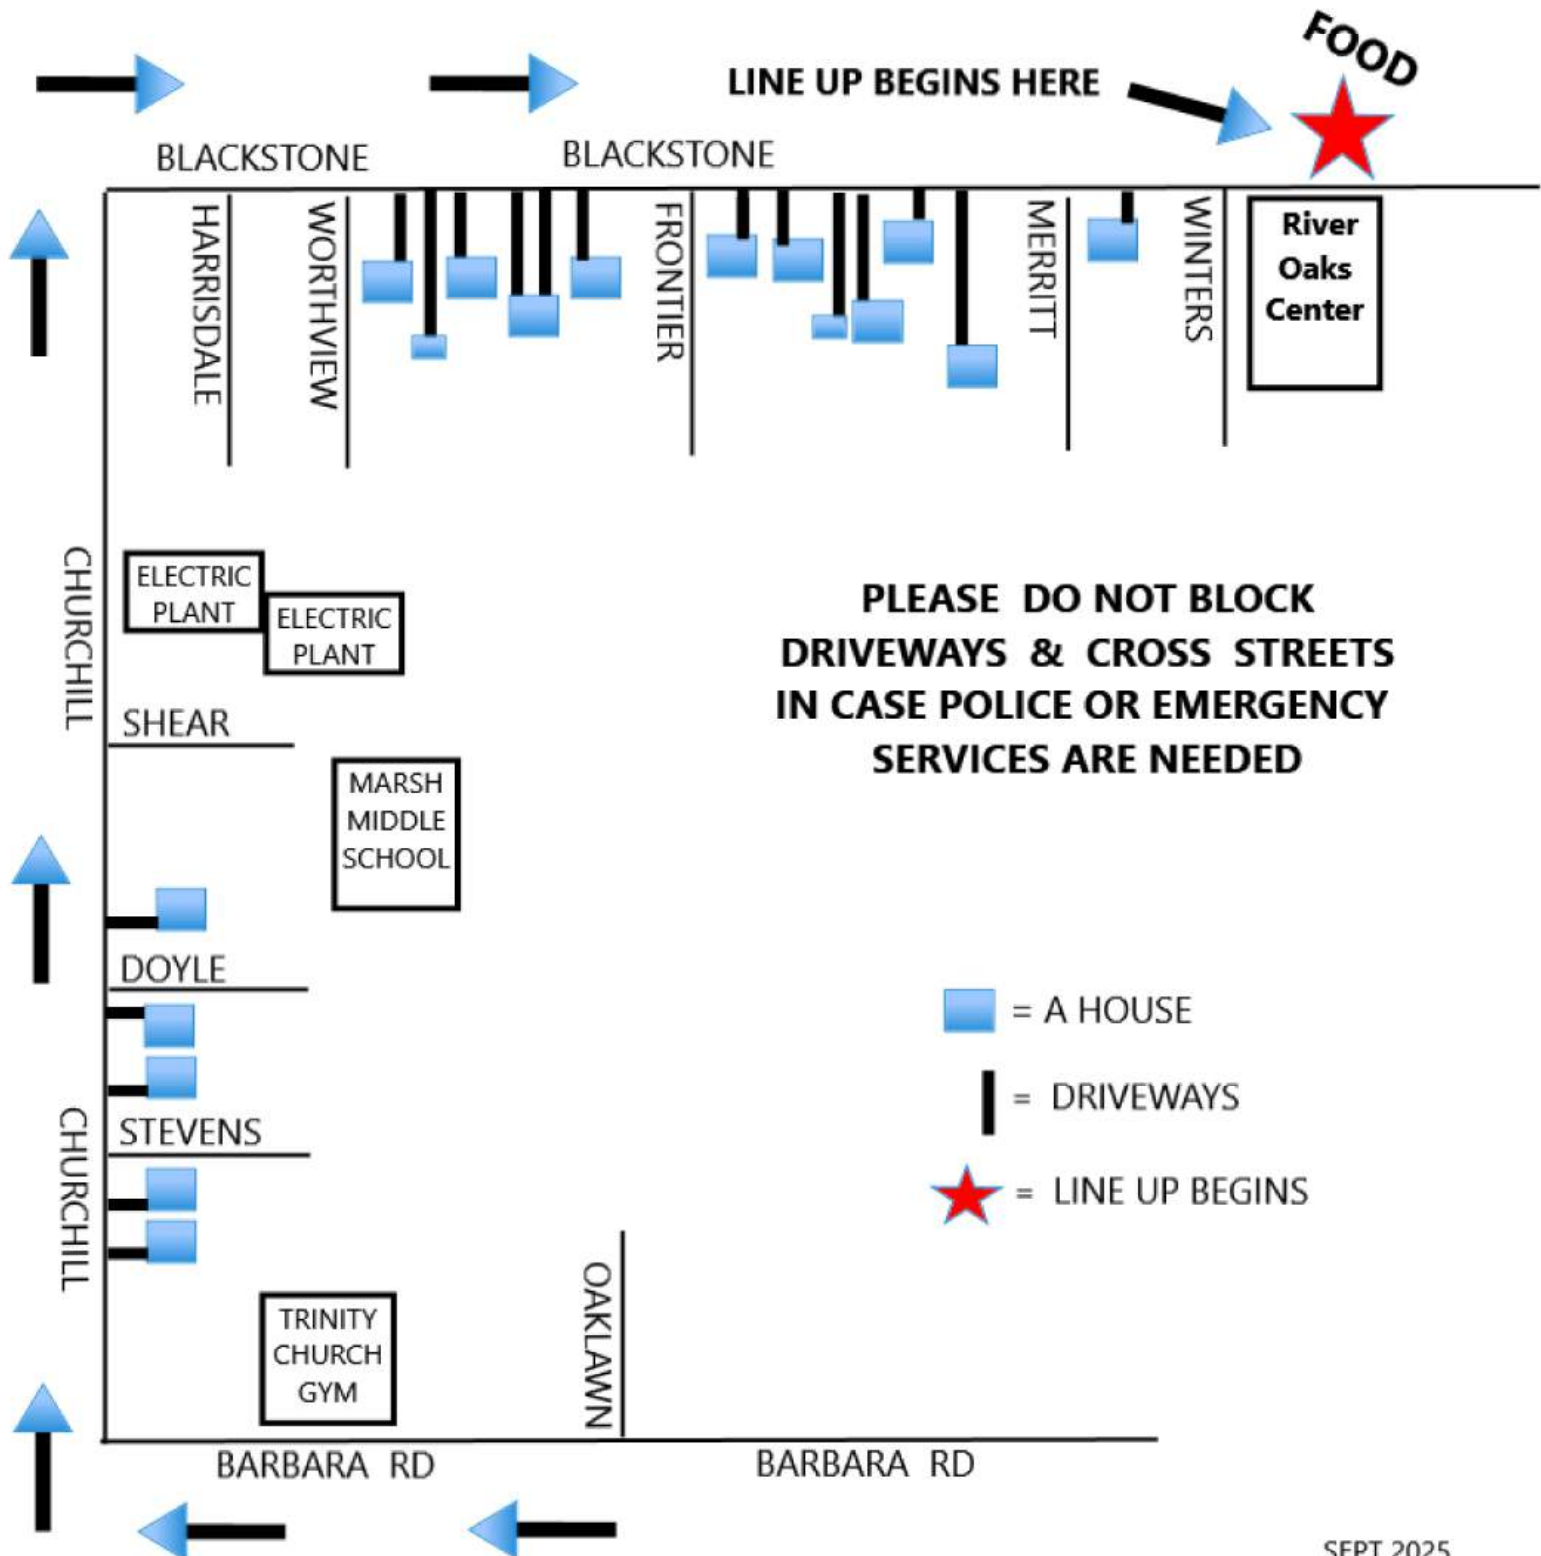 FOOD
LINE UP BEGINS HERE
BLACKSTONE
BLACKSTONE
HARRISDALE
WORTHVIEW
FRONTIER
MERRITT
WINTERS
River
Oaks
Center
CHURCHILL
ELECTRIC
PLANT
ELECTRIC
PLANT
PLEASE DO NOT BLOCK
DRIVEWAYS & CROSS STREETS
IN CASE POLICE OR EMERGENCY
SERVICES ARE NEEDED
SHEAR
MARSH
MIDDLE
SCHOOL
DOYLE
= A HOUSE
= DRIVEWAYS
CHURCHILL
STEVENS
= LINE UP BEGINS
TRINITY
CHURCH
GYM
OAKLAWN
BARBARA RD
BARBARA RD
SEPT 2025